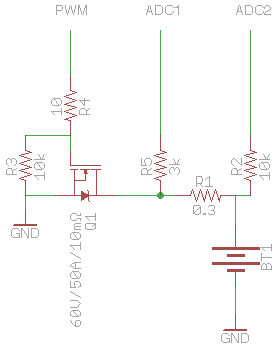 PWM
ADC1
ADC2
10
R4
R3
10k
R5
3k
R2
10k
R1
0.3
GND
60V/50A/10mΩ
Q1
BT1
GND